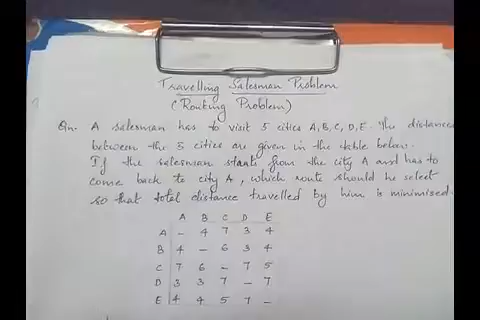 Travelling Salesman Problem
(Routing Problem)
Qn. A salesman has to visit 5 cities A, B, C, D, E. The distance
between the 5 cities are given in the table below.
If the salesman starts from the city A and has to
come back to city A, which route should he select
so that total distance travelled by him is minimised.
A B C D E
A - 4 7 3 4
B 4 - 6 3 4
C 7 6 - 7 5
D 3 3 7 - 7
E 4 4 5 7 -